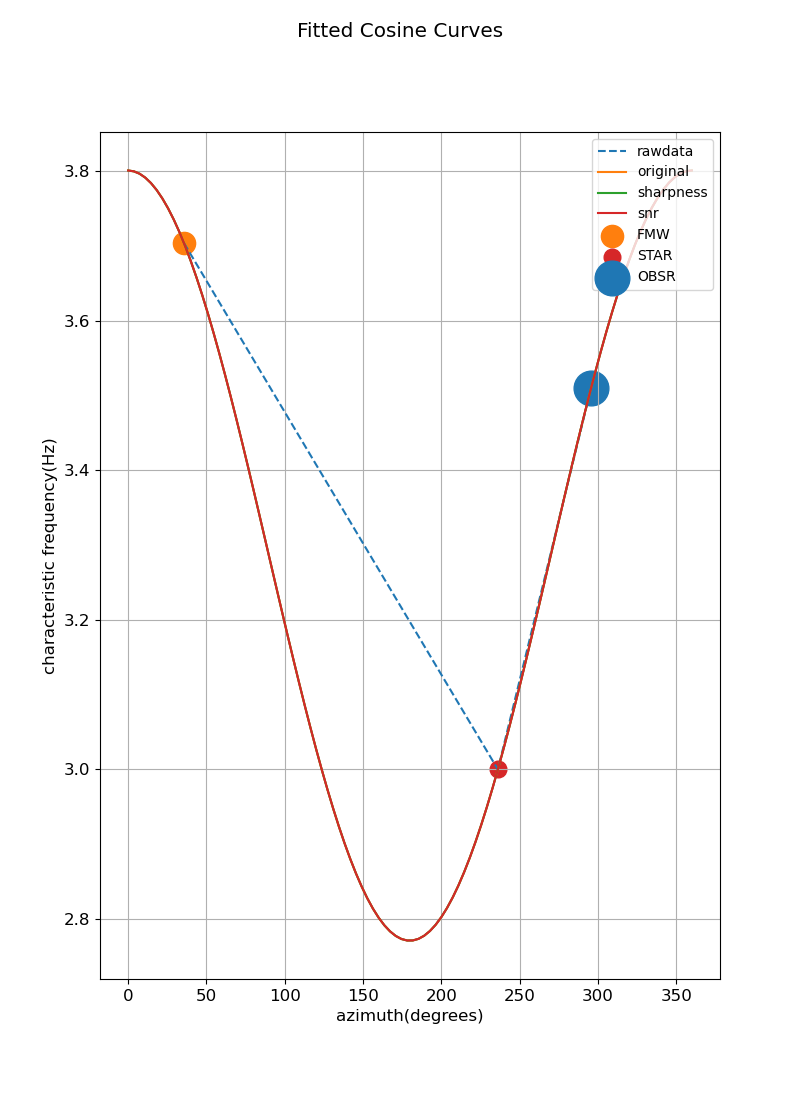 Fitted Cosine Curves
rawdata
original
sharpness
snr
FMW
STAR
OBSR
3.8
3.6
3.4
3.2
3.0
2.8
characteristic frequency(Hz)
0 50 100 150 200 250 300 350
azimuth(degrees)